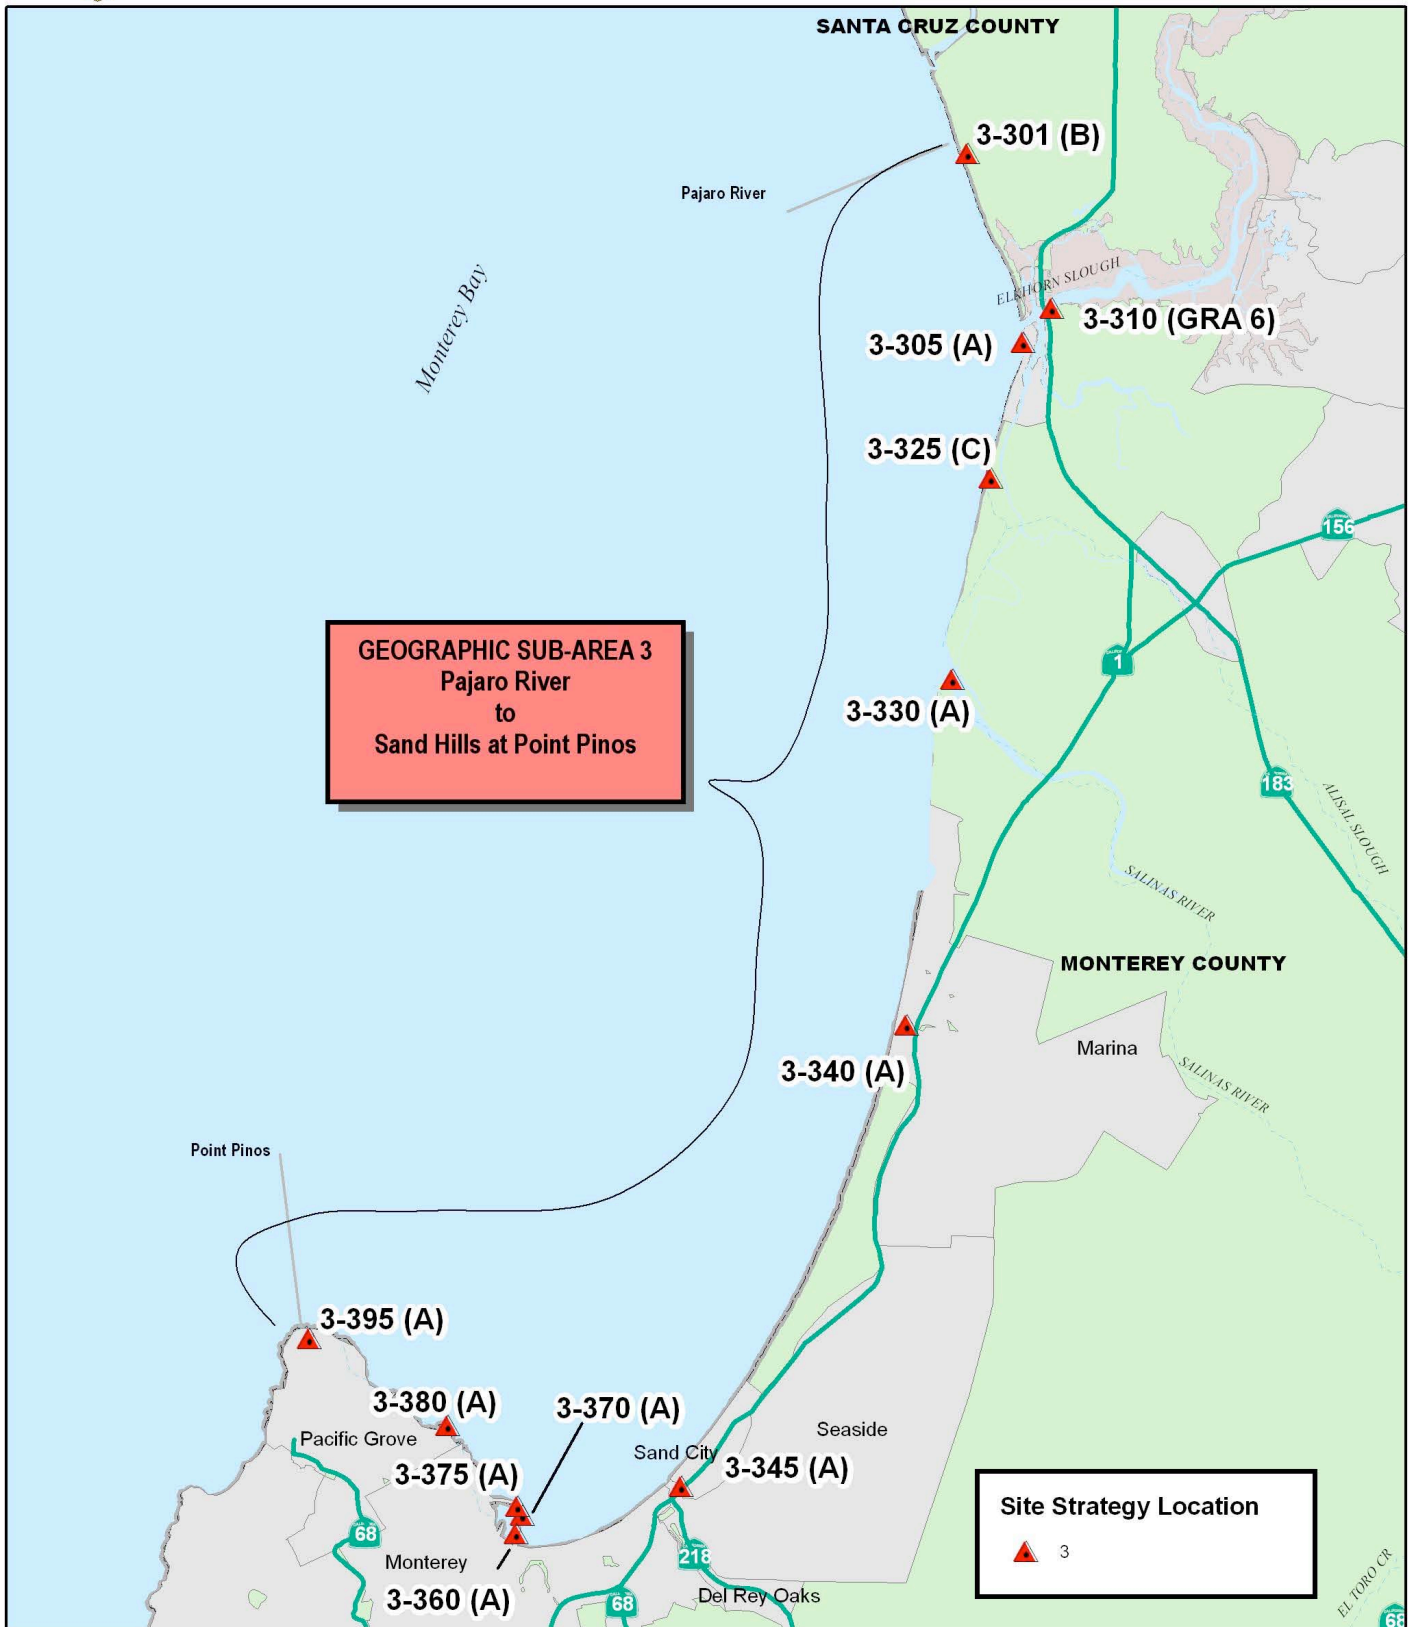 SANTA CRUZ COUNTY
3-301 (B)
Pajaro River
Monterey Bay
ELKHORN SLOUGH
3-310 (GRA 6)
3-305 (A)
3-325 (C)
156
GEOGRAPHIC SUB-AREA 3
Pajaro River
to
Sand Hills at Point Pinos
1
3-330 (A)
183
ALISAL SLOUGH
SALINAS RIVER
MONTEREY COUNTY
3-340 (A)
Marina
SALINAS RIVER
Point Pinos
3-395 (A)
3-380 (A)
3-370 (A)
Pacific Grove
Seaside
Sand City
3-375 (A)
3-345 (A)
Site Strategy Location
3
68
Monterey
218
3-360 (A)
68
Del Rey Oaks
EL TORO CR
68